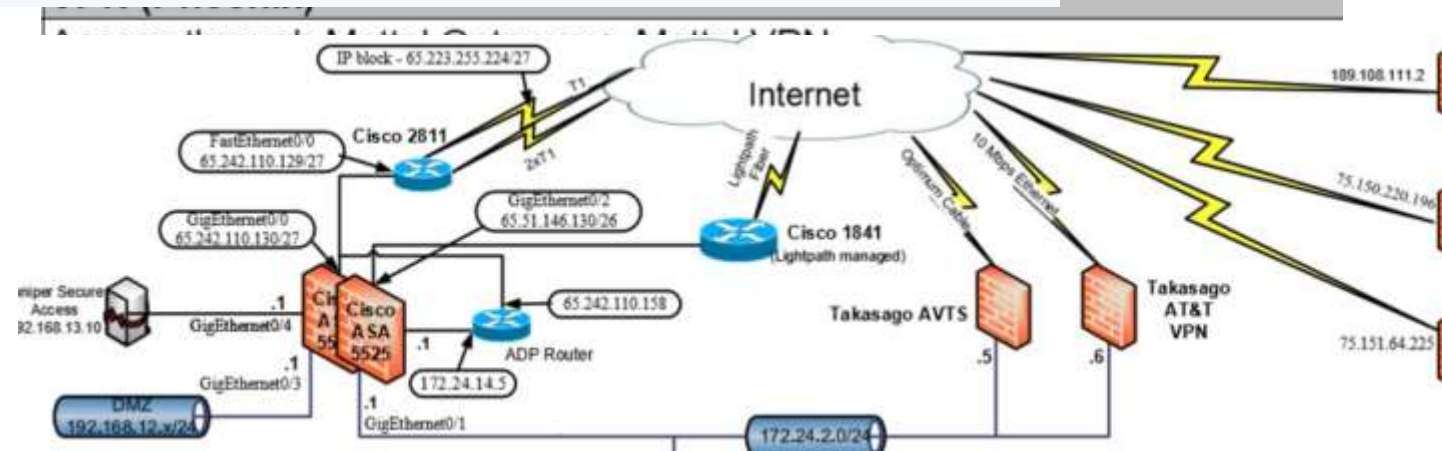 IP block - 65.223.255.224/27
T1
2xT1
Internet
189.108.111.2
FastEthernet0/0
65.242.110.129/27
Cisco 2811
Lightpath
Fiber
Optimum Cable
10 Mbps Ethernet
75.150.220.196
GigEthernet0/0
65.242.110.130/27
GigEthernet0/2
65.51.146.130/26
Cisco 1841
(Lightpath managed)
Secure
Access
.1
GigEthernet0/4
Cisco
ASA
5525
.1
65.242.110.158
ADP Router
172.24.14.5
Takasago AVTS
Takasago
AT&T
VPN
75.151.64.225
.5
.6
.1
GigEthernet0/3
DMZ
192.168.12.x/24
.1
GigEthernet0/1
172.24.2.0/24